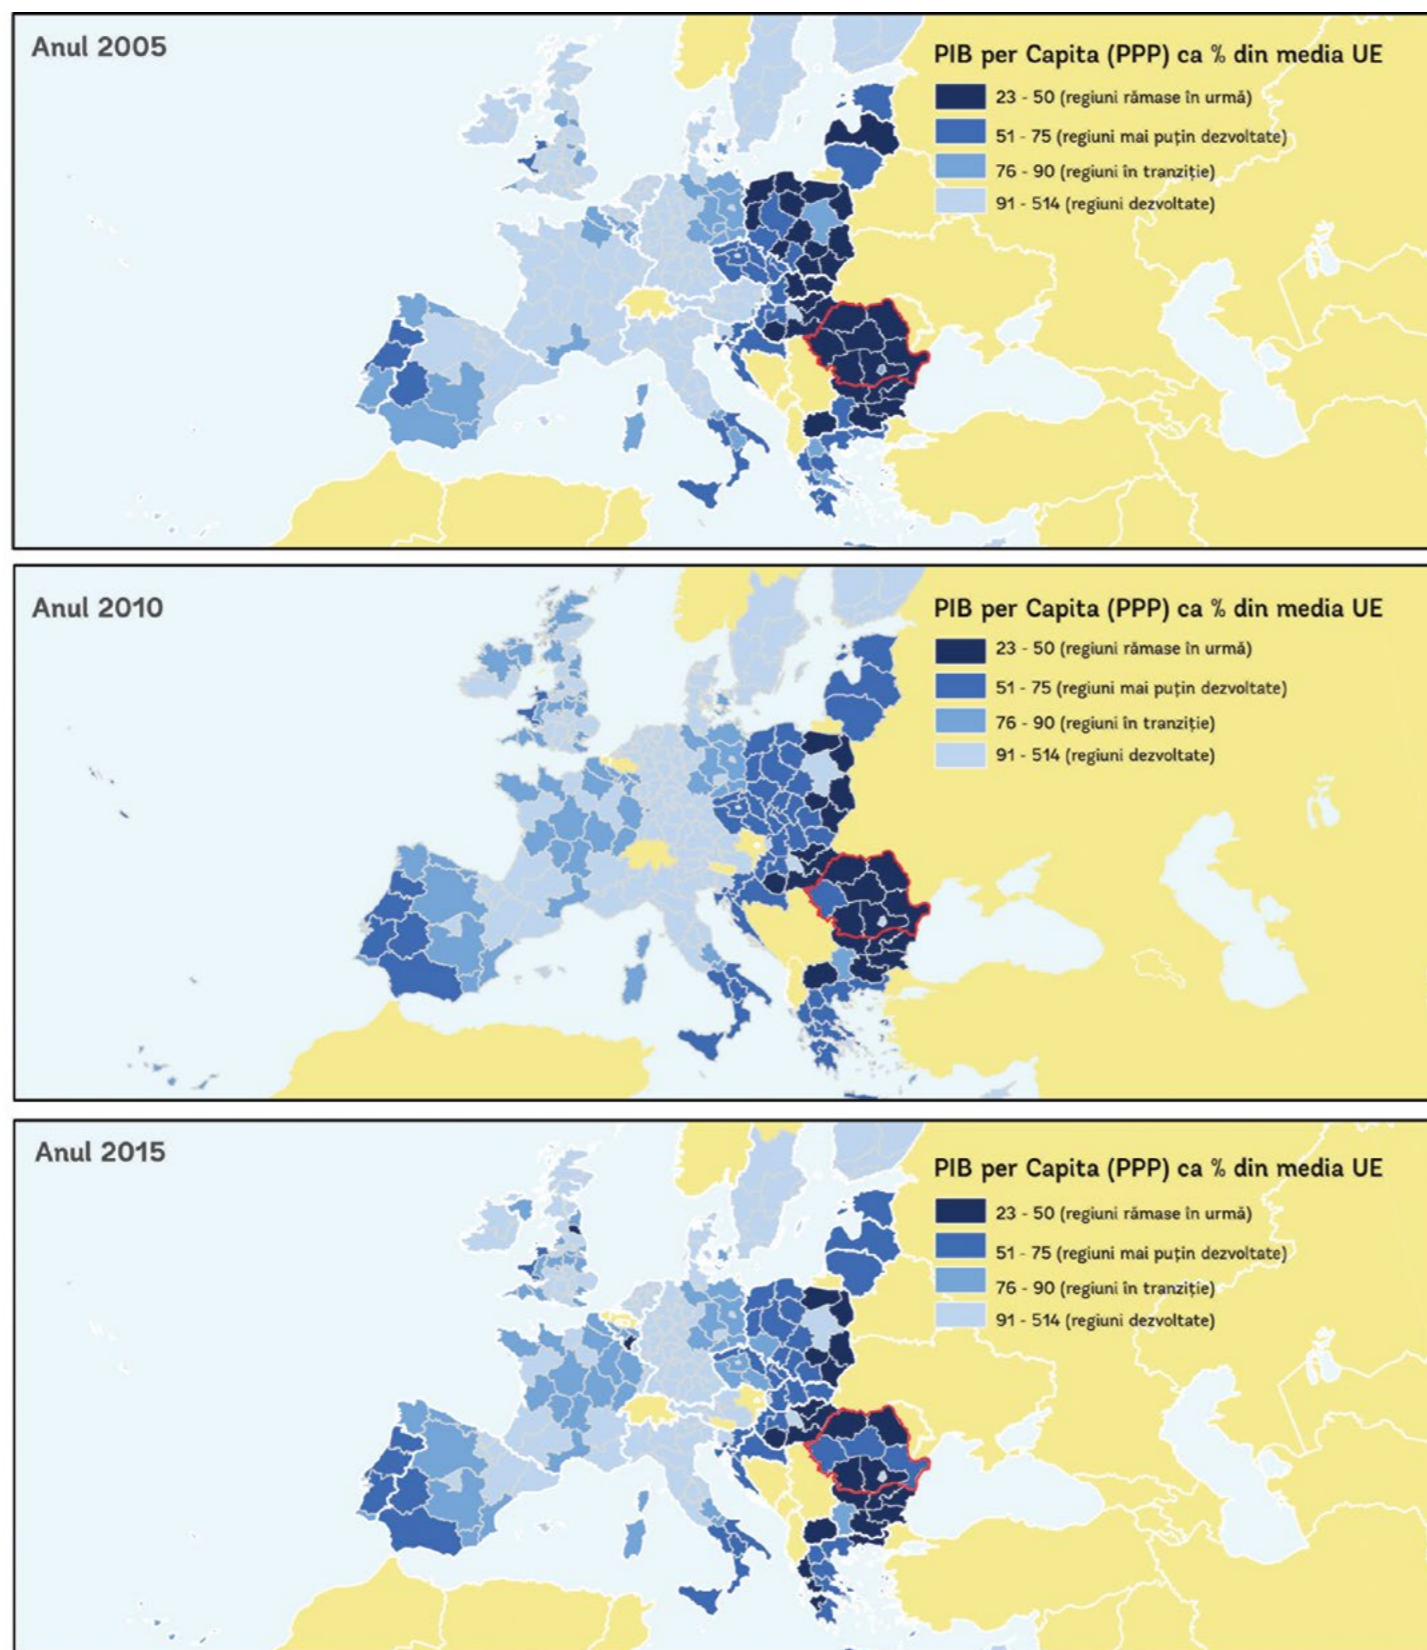 Anul 2005
PIB per Capita (PPP) ca % din media UE
23 - 50 (regiuni rămase în urmă)
51 - 75 (regiuni mai puțin dezvoltate)
76 - 90 (regiuni în tranziție)
91 - 514 (regiuni dezvoltate)
Anul 2010
PIB per Capita (PPP) ca % din media UE
23 - 50 (regiuni rămase în urmă)
51 - 75 (regiuni mai puțin dezvoltate)
76 - 90 (regiuni în tranziție)
91 - 514 (regiuni dezvoltate)
Anul 2015
PIB per Capita (PPP) ca % din media UE
23 - 50 (regiuni rămase în urmă)
51 - 75 (regiuni mai puțin dezvoltate)
76 - 90 (regiuni în tranziție)
91 - 514 (regiuni dezvoltate)